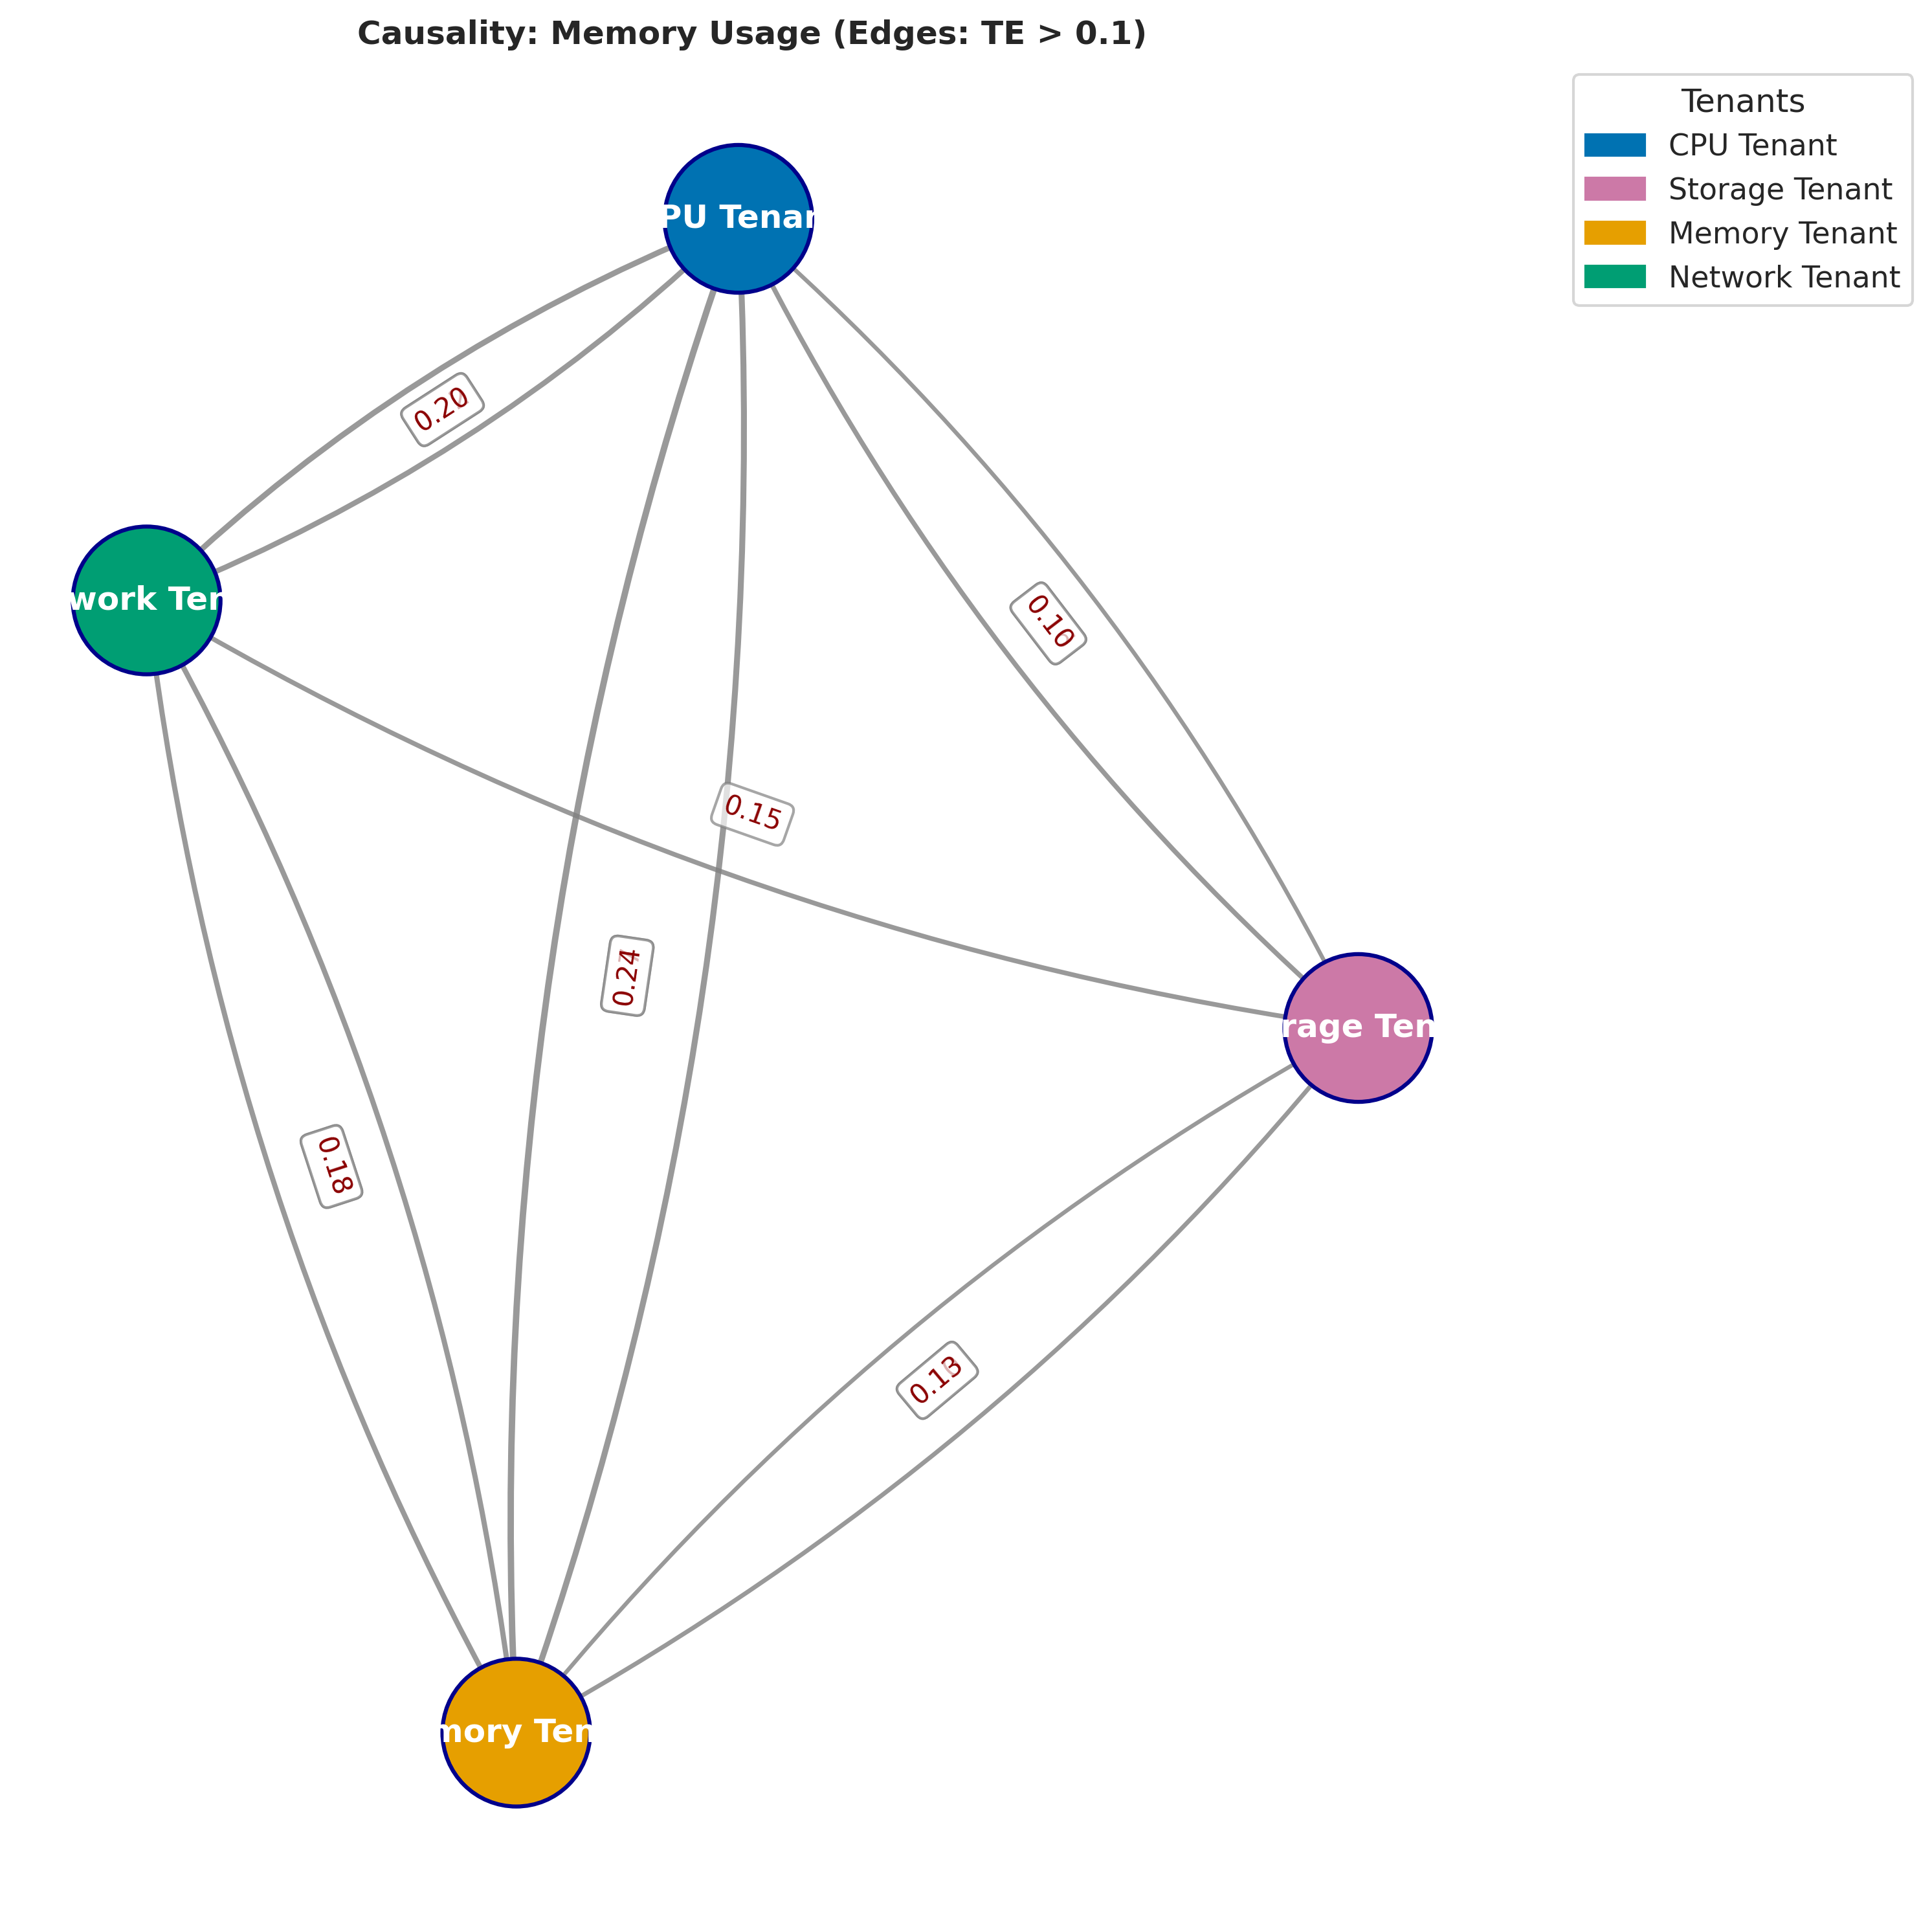 Causality: Memory Usage (Edges: TE > 0.1)
Tenants
CPU Tenant
Storage Tenant
Memory Tenant
Network Tenant
PU Tenan
0.20
work Ten
0.10
0.15
0.24
rage Ten
0.18
0.13
mory Ten